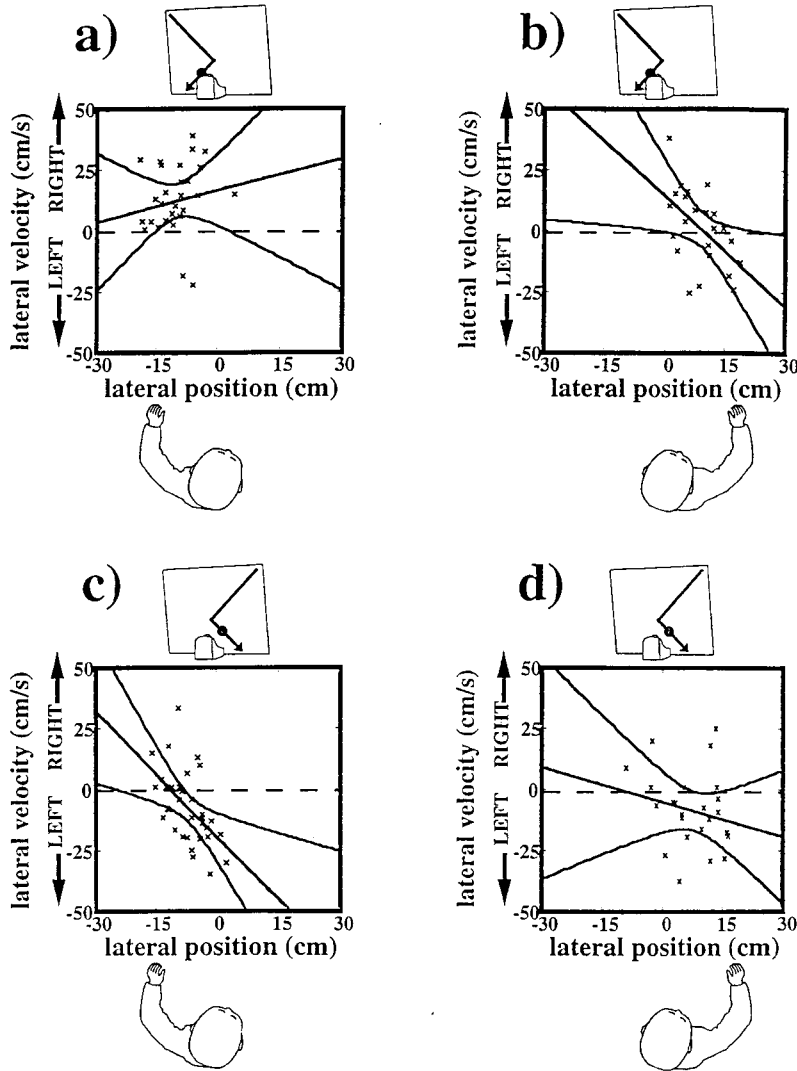 a)
50
25
0
-25
-50
lateral velocity (cm/s)
LEFT
RIGHT
-30
-15
0
15
30
lateral position (cm)
b)
50
25
0
-25
-50
lateral velocity (cm/s)
LEFT
RIGHT
-30
-15
0
15
30
lateral position (cm)
c)
50
25
0
-25
-50
lateral velocity (cm/s)
LEFT
RIGHT
-30
-15
0
15
30
lateral position (cm)
d)
50
25
0
-25
-50
lateral velocity (cm/s)
LEFT
RIGHT
-30
-15
0
15
30
lateral position (cm)